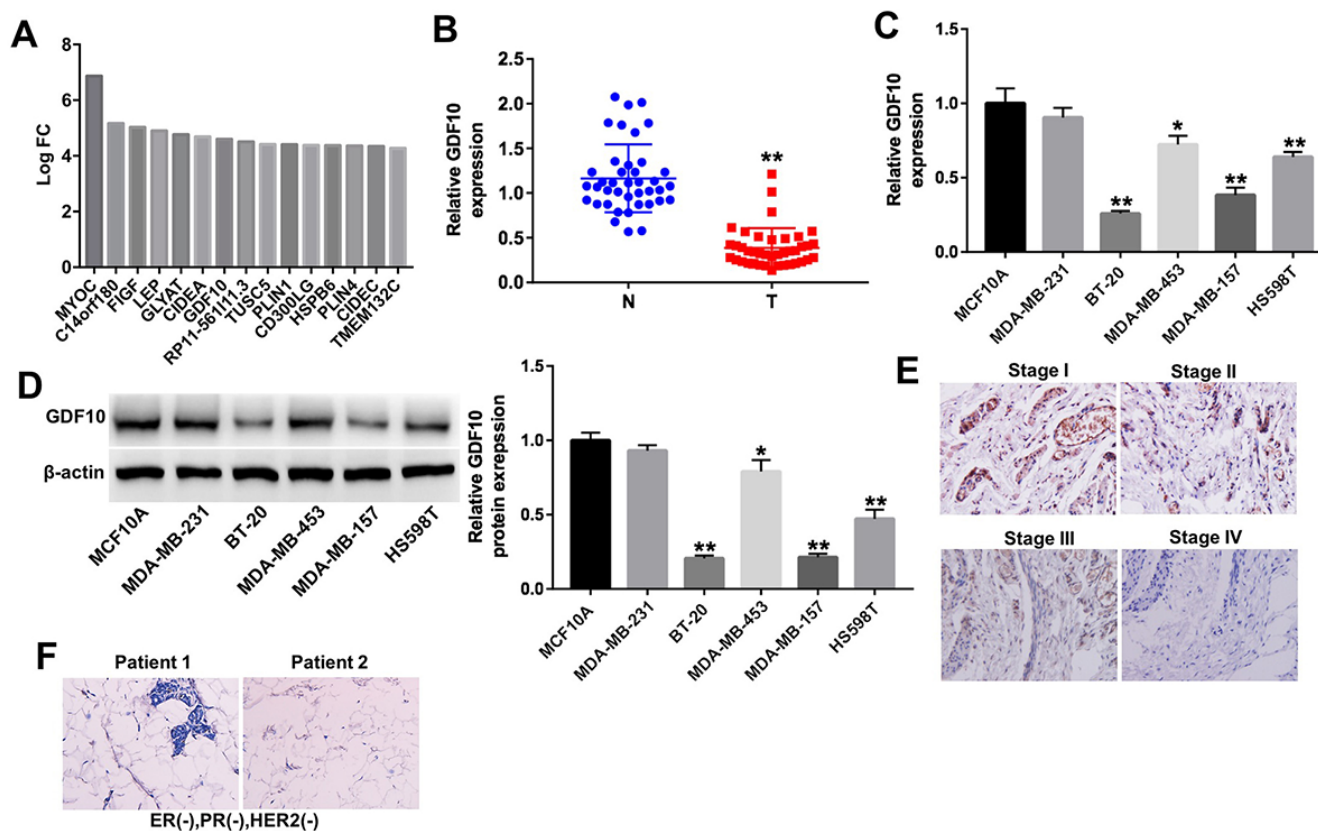 A
Log FC
8
6
4
2
0
MYOC
C14orf180
FIGF
LEP
GLYAT
CIDEA
GDF10
RP11-561I11.3
TUSC5
PLIN1
CD300LG
HSPB6
PLIN4
CIDEC
TMEM132C
B
Relative GDF10
expression
2.5
2.0
1.5
1.0
0.5
0.0
**
N
T
C
Relative GDF10
expression
1.5
1.0
0.5
0.0
**
*
**
**
MCF10A
MDA-MB-231
BT-20
MDA-MB-453
MDA-MB-157
HS598T
D
GDF10
β-actin
MCF10A
MDA-MB-231
BT-20
MDA-MB-453
MDA-MB-157
HS598T
Relative GDF10
protein exrepssion
1.5
1.0
0.5
0.0
**
*
**
**
MCF10A
MDA-MB-231
BT-20
MDA-MB-453
MDA-MB-157
HS598T
E
Stage I
Stage II
Stage III
Stage IV
F
Patient 1
Patient 2
ER(-),PR(-),HER2(-)